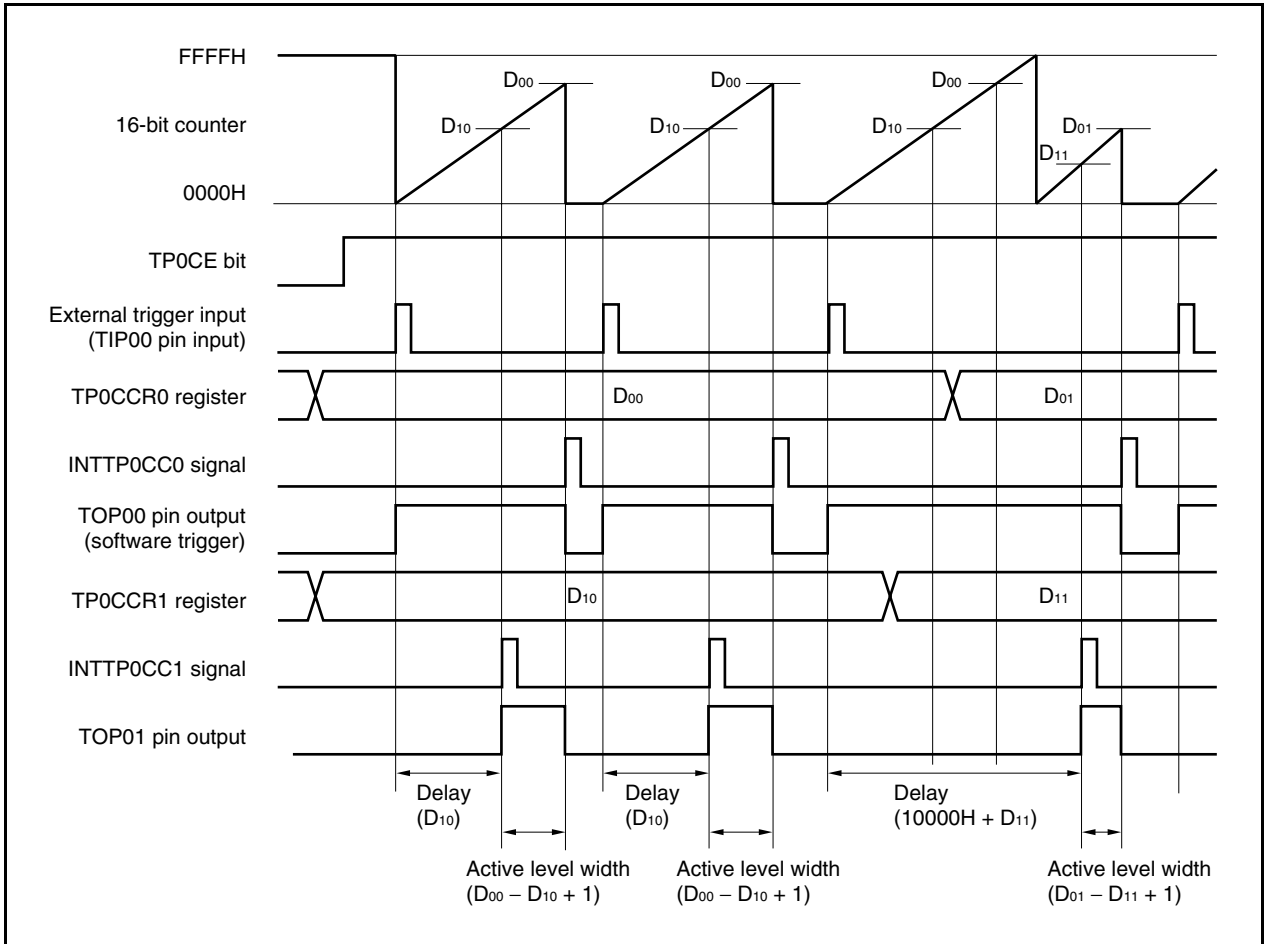 FFFFH
16-bit counter
0000H
D10
D00
D10
D00
D10
D00
D11
D01
TP0CE bit
External trigger input
(TIP00 pin input)
TP0CCR0 register
D00
D01
INTTP0CC0 signal
TOP00 pin output
(software trigger)
TP0CCR1 register
D10
D11
INTTP0CC1 signal
TOP01 pin output
Delay
(D10)
Delay
(D10)
Delay
(10000H + D11)
Active level width
(D00 − D10 + 1)
Active level width
(D00 − D10 + 1)
Active level width
(D01 − D11 + 1)